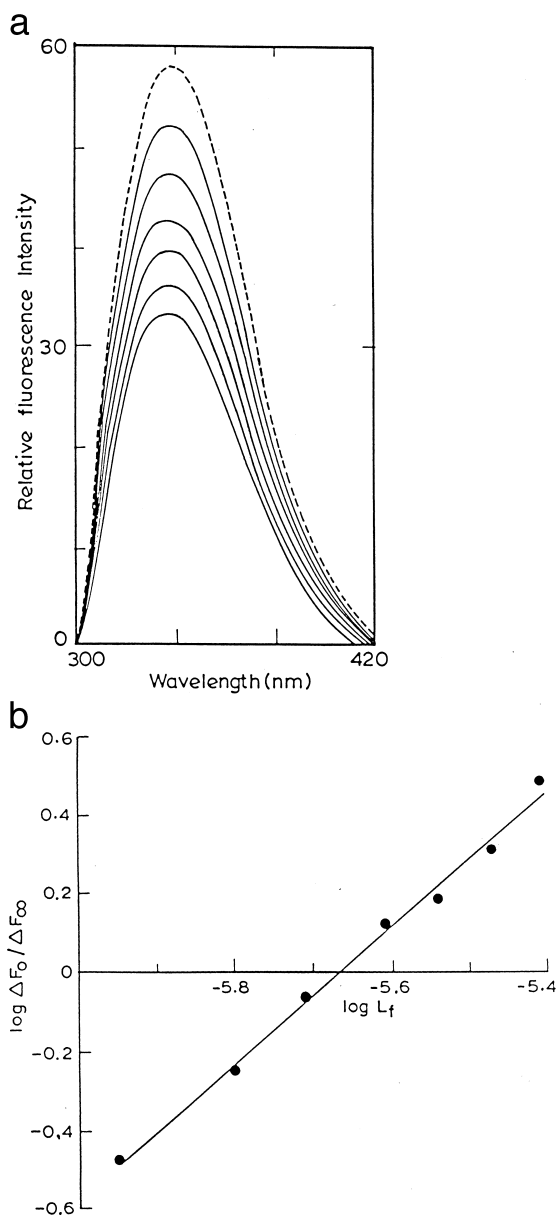 a
60
30
0
300
420
Relative fluorescence Intensity
Wavelength (nm)
b
0.6
0.4
0.2
0
-0.2
-0.4
-0.6
-5.8
-5.6
-5.4
log Lf
log ΔF0/ΔF∞